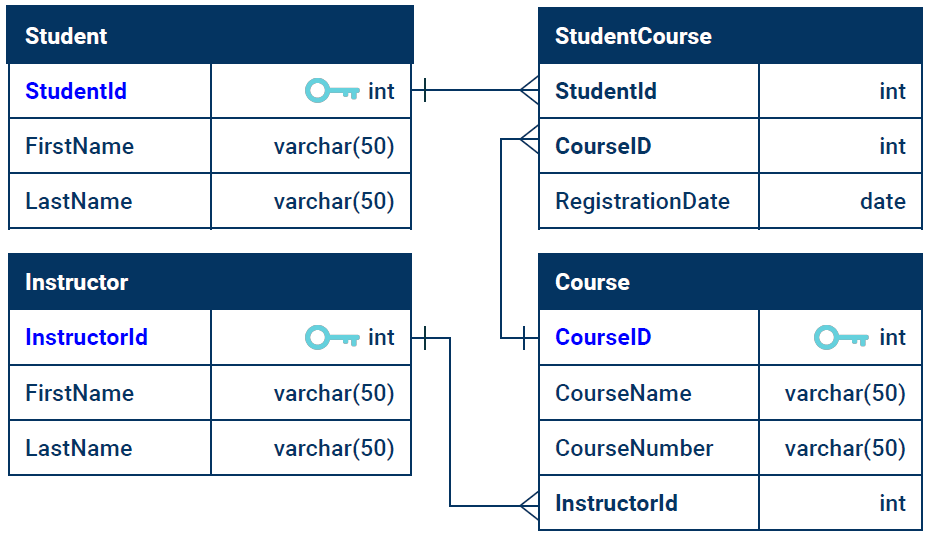 Student
StudentId int
FirstName varchar(50)
LastName varchar(50)
StudentCourse
StudentId int
CourseID int
RegistrationDate date
Instructor
InstructorId int
FirstName varchar(50)
LastName varchar(50)
Course
CourseID int
CourseName varchar(50)
CourseNumber varchar(50)
InstructorId int